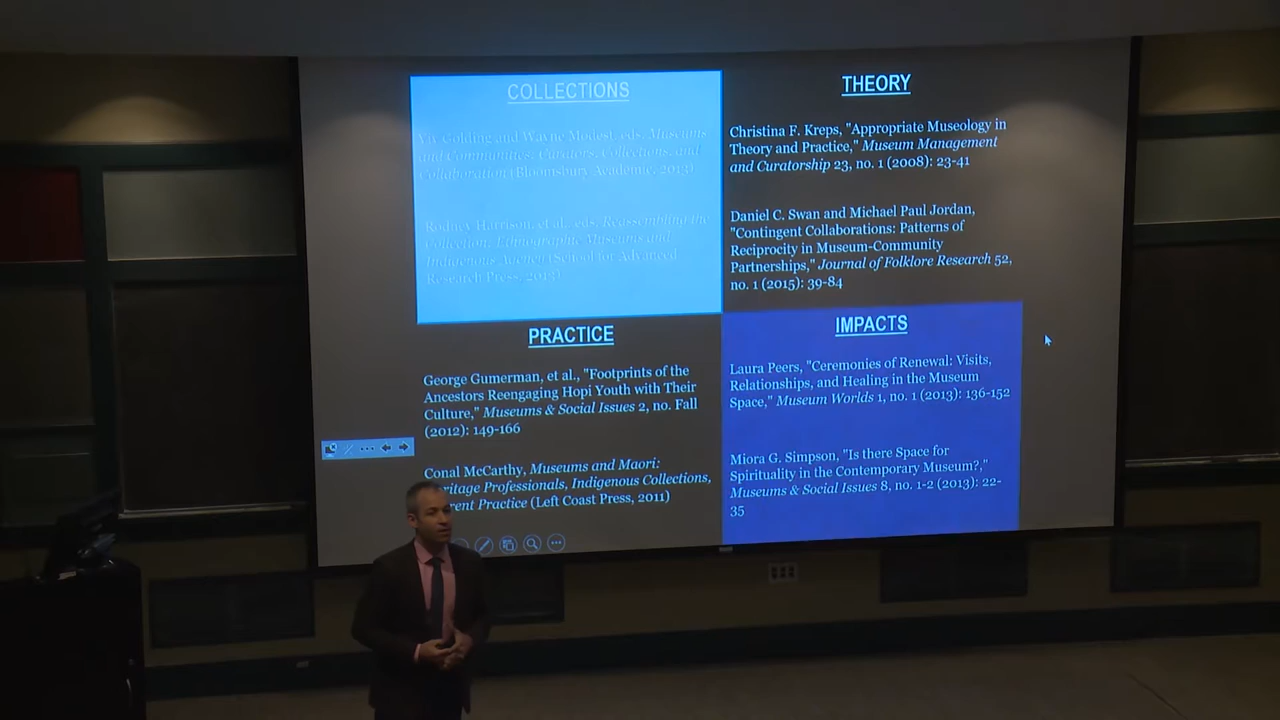 COLLECTIONS
Viv Golding and Wayne Modest, eds, Museums
and Communities: Curators, Collections, and
Collaboration (Bloomsbury Academic, 2013)
Rodney Harrison, et al., eds, Reassembling the
Collection: Ethnographic Museums and
Indigenous Agency (School for Advanced
Research Press, 2013)
THEORY
Christina F. Kreps, "Appropriate Museology in
Theory and Practice," Museum Management
and Curatorship 23, no. 1 (2008): 23-41
Daniel C. Swan and Michael Paul Jordan,
"Contingent Collaborations: Patterns of
Reciprocity in Museum-Community
Partnerships," Journal of Folklore Research 52,
no. 1 (2015): 39-84
PRACTICE
George Gumerman, et al., "Footprints of the
Ancestors Reengaging Hopi Youth with Their
Culture," Museums & Social Issues 2, no. Fall
(2012): 149-166
Conal McCarthy, Museums and Maori:
Professionals, Indigenous Collections,
Practice (Left Coast Press, 2011)
IMPACTS
Laura Peers, "Ceremonies of Renewal: Visits,
Relationships, and Healing in the Museum
Space," Museum Worlds 1, no. 1 (2013): 136-152
Miora G. Simpson, "Is there Space for
Spirituality in the Contemporary Museum?,"
Museums & Social Issues 8, no. 1-2 (2013): 22-
35